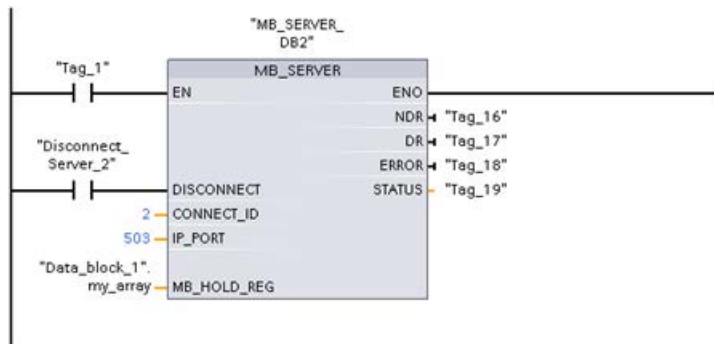 "MB_SERVER_
DB2"
"Tag_1"
MB_SERVER
EN
ENO
NDR
"Tag_16"
DR
"Tag_17"
"Disconnect_
Server_2"
ERROR
"Tag_18"
DISCONNECT
STATUS
"Tag_19"
2
CONNECT_ID
503
IP_PORT
"Data_block_1".
my_array
MB_HOLD_REG